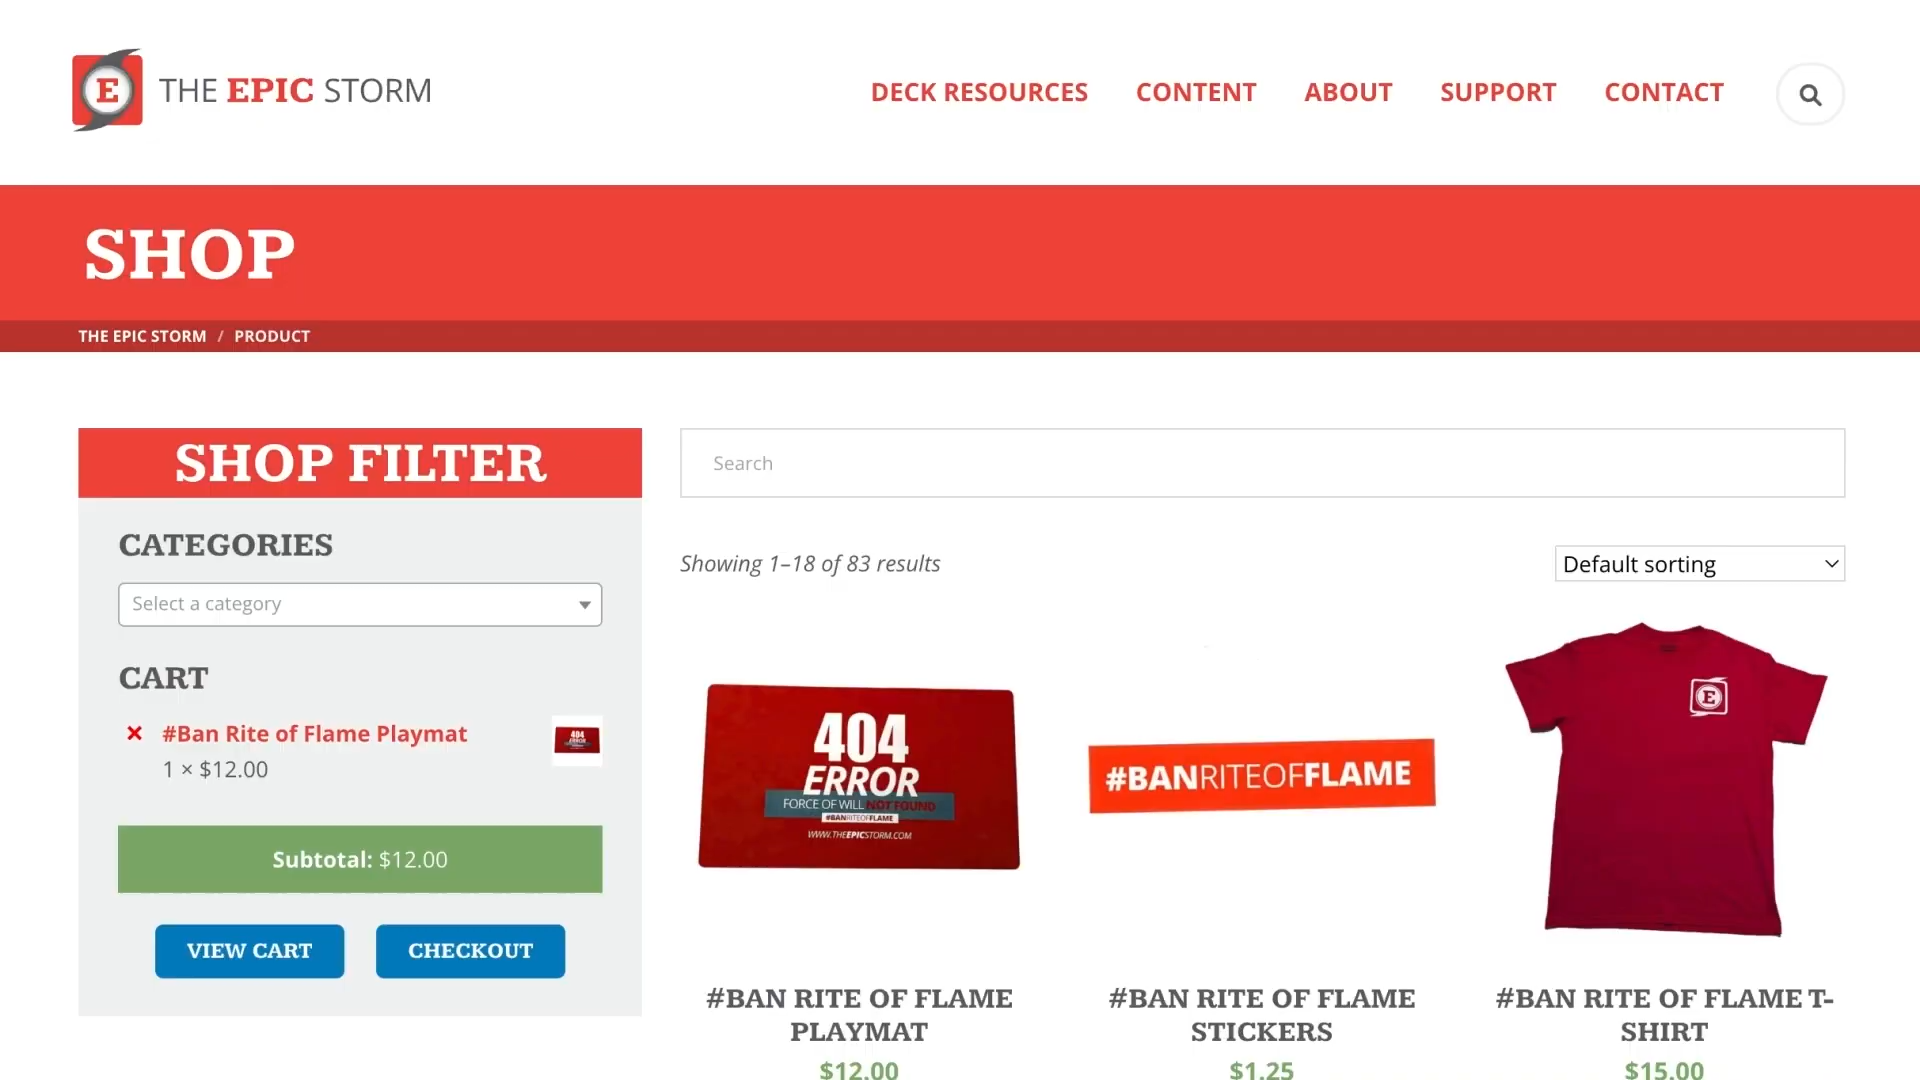 E THE EPIC STORM
DECK RESOURCES CONTENT ABOUT SUPPORT CONTACT
SHOP
THE EPIC STORM / PRODUCT
SHOP FILTER
CATEGORIES
Select a category
CART
× #Ban Rite of Flame Playmat
1 × $12.00
404
ERROR
Subtotal: $12.00
VIEW CART CHECKOUT
Search
Showing 1–18 of 83 results
Default sorting
404
ERROR
FORCE OF WILL NOT FOUND
#BANRITEOFFLAME
WWW.THEEPICSTORM.COM
#BAN RITE OF FLAME
PLAYMAT
$12.00
#BANRITEOFFLAME
#BAN RITE OF FLAME
STICKERS
$1.25
E
#BAN RITE OF FLAME T-
SHIRT
$15.00